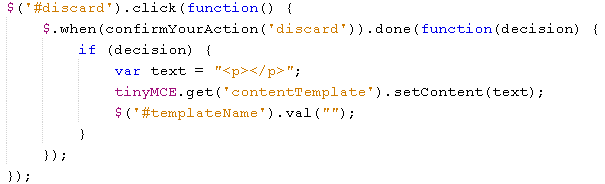 $('#discard').click(function() {
    $.when(confirmYourAction('discard')).done(function(decision) {
        if (decision) {
            var text = "<p></p>";
            tinyMCE.get('contentTemplate').setContent(text);
            $('#templateName').val("");
        }
    });
});